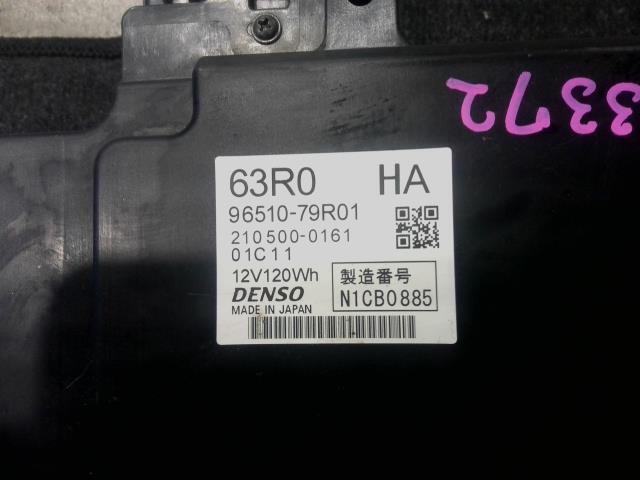 3372
63R0 HA
96510-79R01
210500-0161
01C11
12V120Wh
DENSO
MADE IN JAPAN
製造番号
N1CB0885